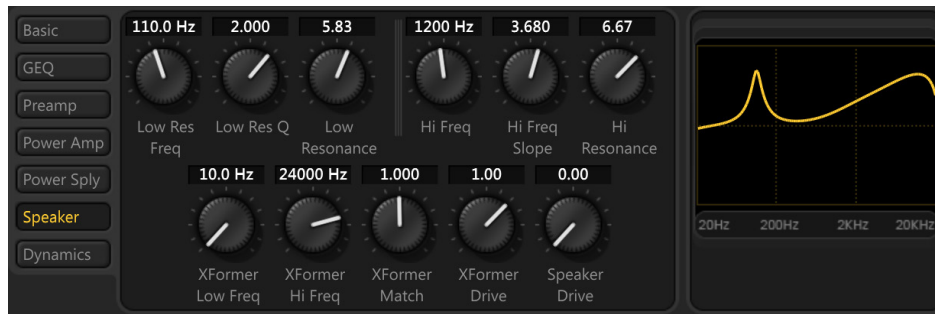 Basic
GEQ
Preamp
Power Amp
Power Sply
Speaker
Dynamics
110.0 Hz 2.000 5.83 1200 Hz 3.680 6.67
Low Res Low Res Q Low Hi Freq Hi Freq Hi
Freq Resonance Slope Resonance
10.0 Hz 24000 Hz 1.000 1.00 0.00
XFormer XFormer XFormer XFormer Speaker
Low Freq Hi Freq Match Drive Drive
20Hz 200Hz 2KHz 20KHz